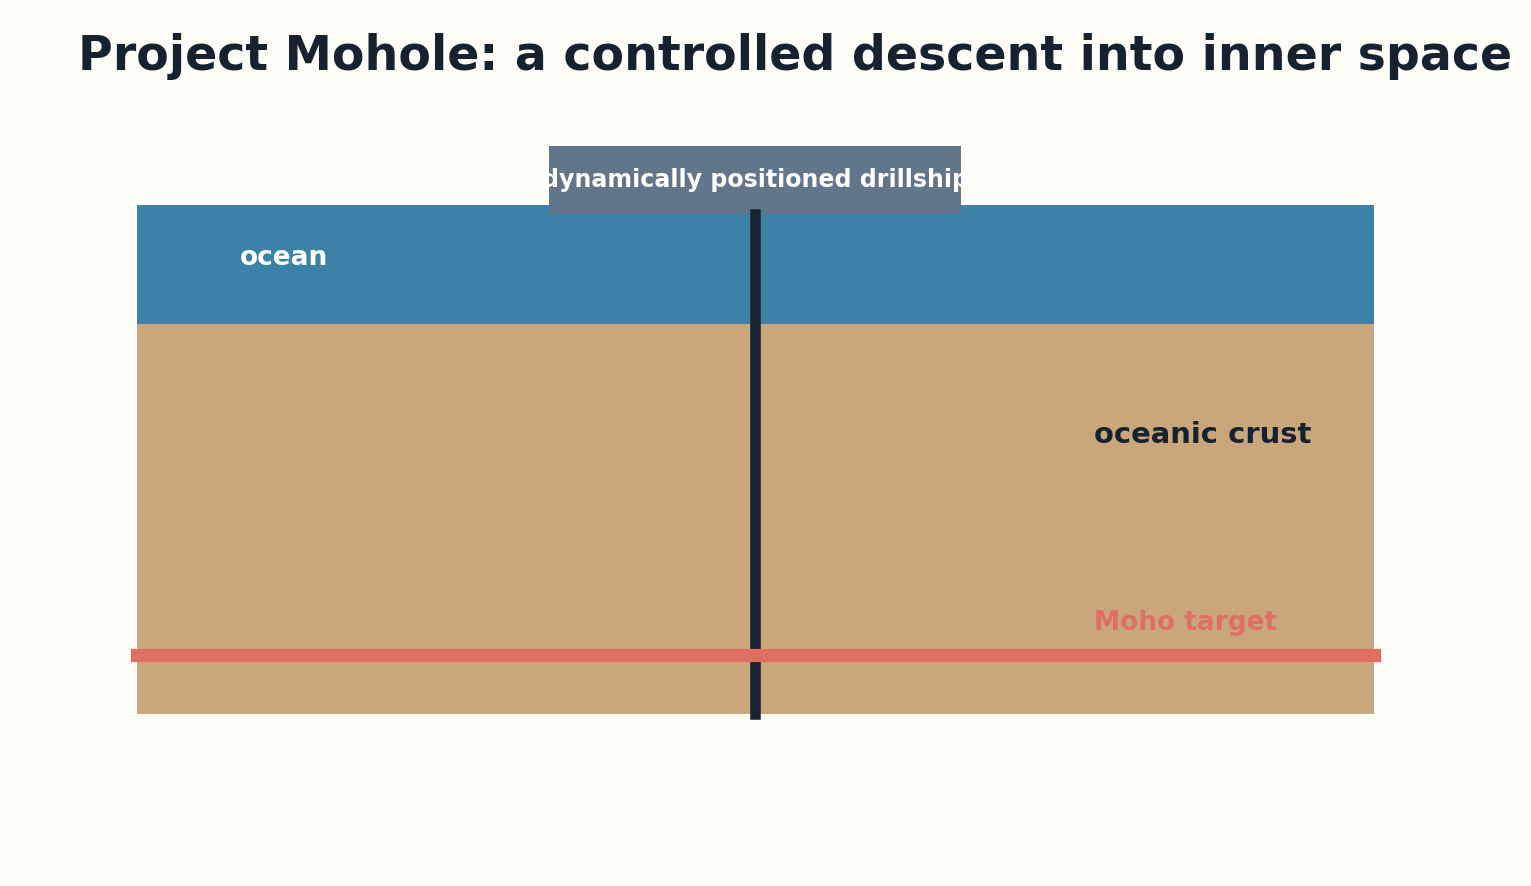 Project Mohole: a controlled descent into inner space
dynamically positioned drillship
ocean
oceanic crust
Moho target